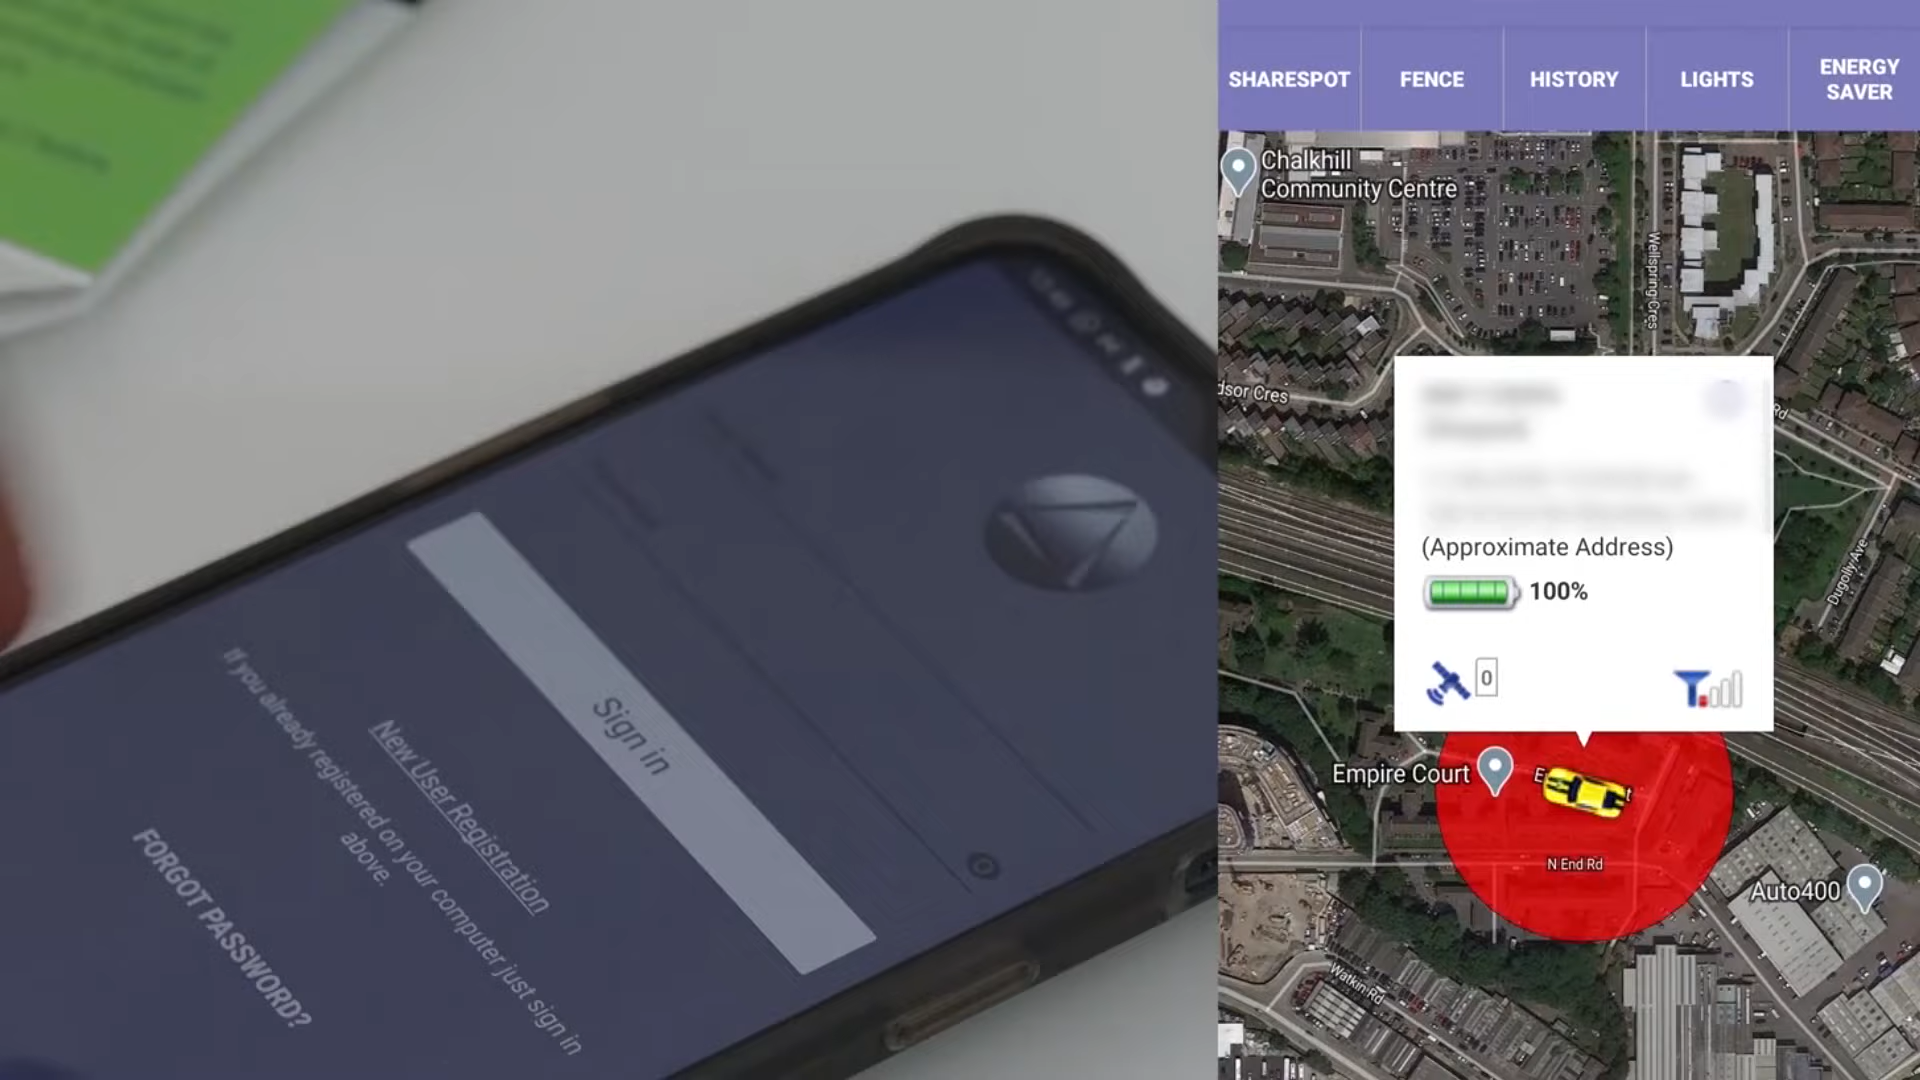 Sign in
New User Registration
If you already registered on your computer just sign in
above.
FORGOT PASSWORD?
SHARESPOT
FENCE
HISTORY
LIGHTS
ENERGY
SAVER
Chalkhill
Community Centre
Wellspring Cres
dsor Cres
Rd
(Approximate Address)
100%
0
Dugolly Ave
Empire Court
E
t
N End Rd
Auto400
Watkin Rd